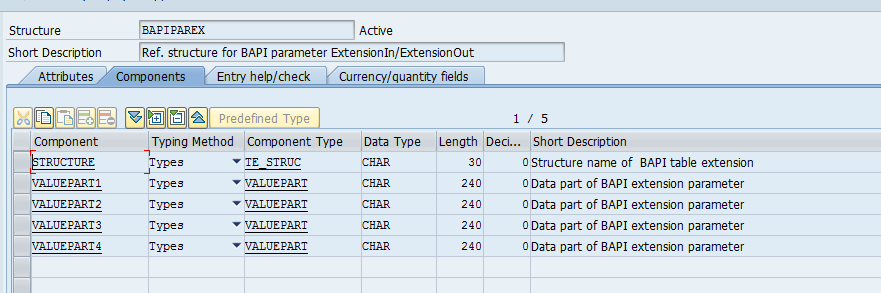 Structure BAPIPAREX Active
Short Description Ref. structure for BAPI parameter ExtensionIn/ExtensionOut
Attributes Components Entry help/check Currency/quantity fields
Predefined Type 1 / 5
Component Typing Method Component Type Data Type Length Deci... Short Description
STRUCTURE Types TE_STRUC CHAR 30 0 Structure name of BAPI table extension
VALUEPART1 Types VALUEPART CHAR 240 0 Data part of BAPI extension parameter
VALUEPART2 Types VALUEPART CHAR 240 0 Data part of BAPI extension parameter
VALUEPART3 Types VALUEPART CHAR 240 0 Data part of BAPI extension parameter
VALUEPART4 Types VALUEPART CHAR 240 0 Data part of BAPI extension parameter